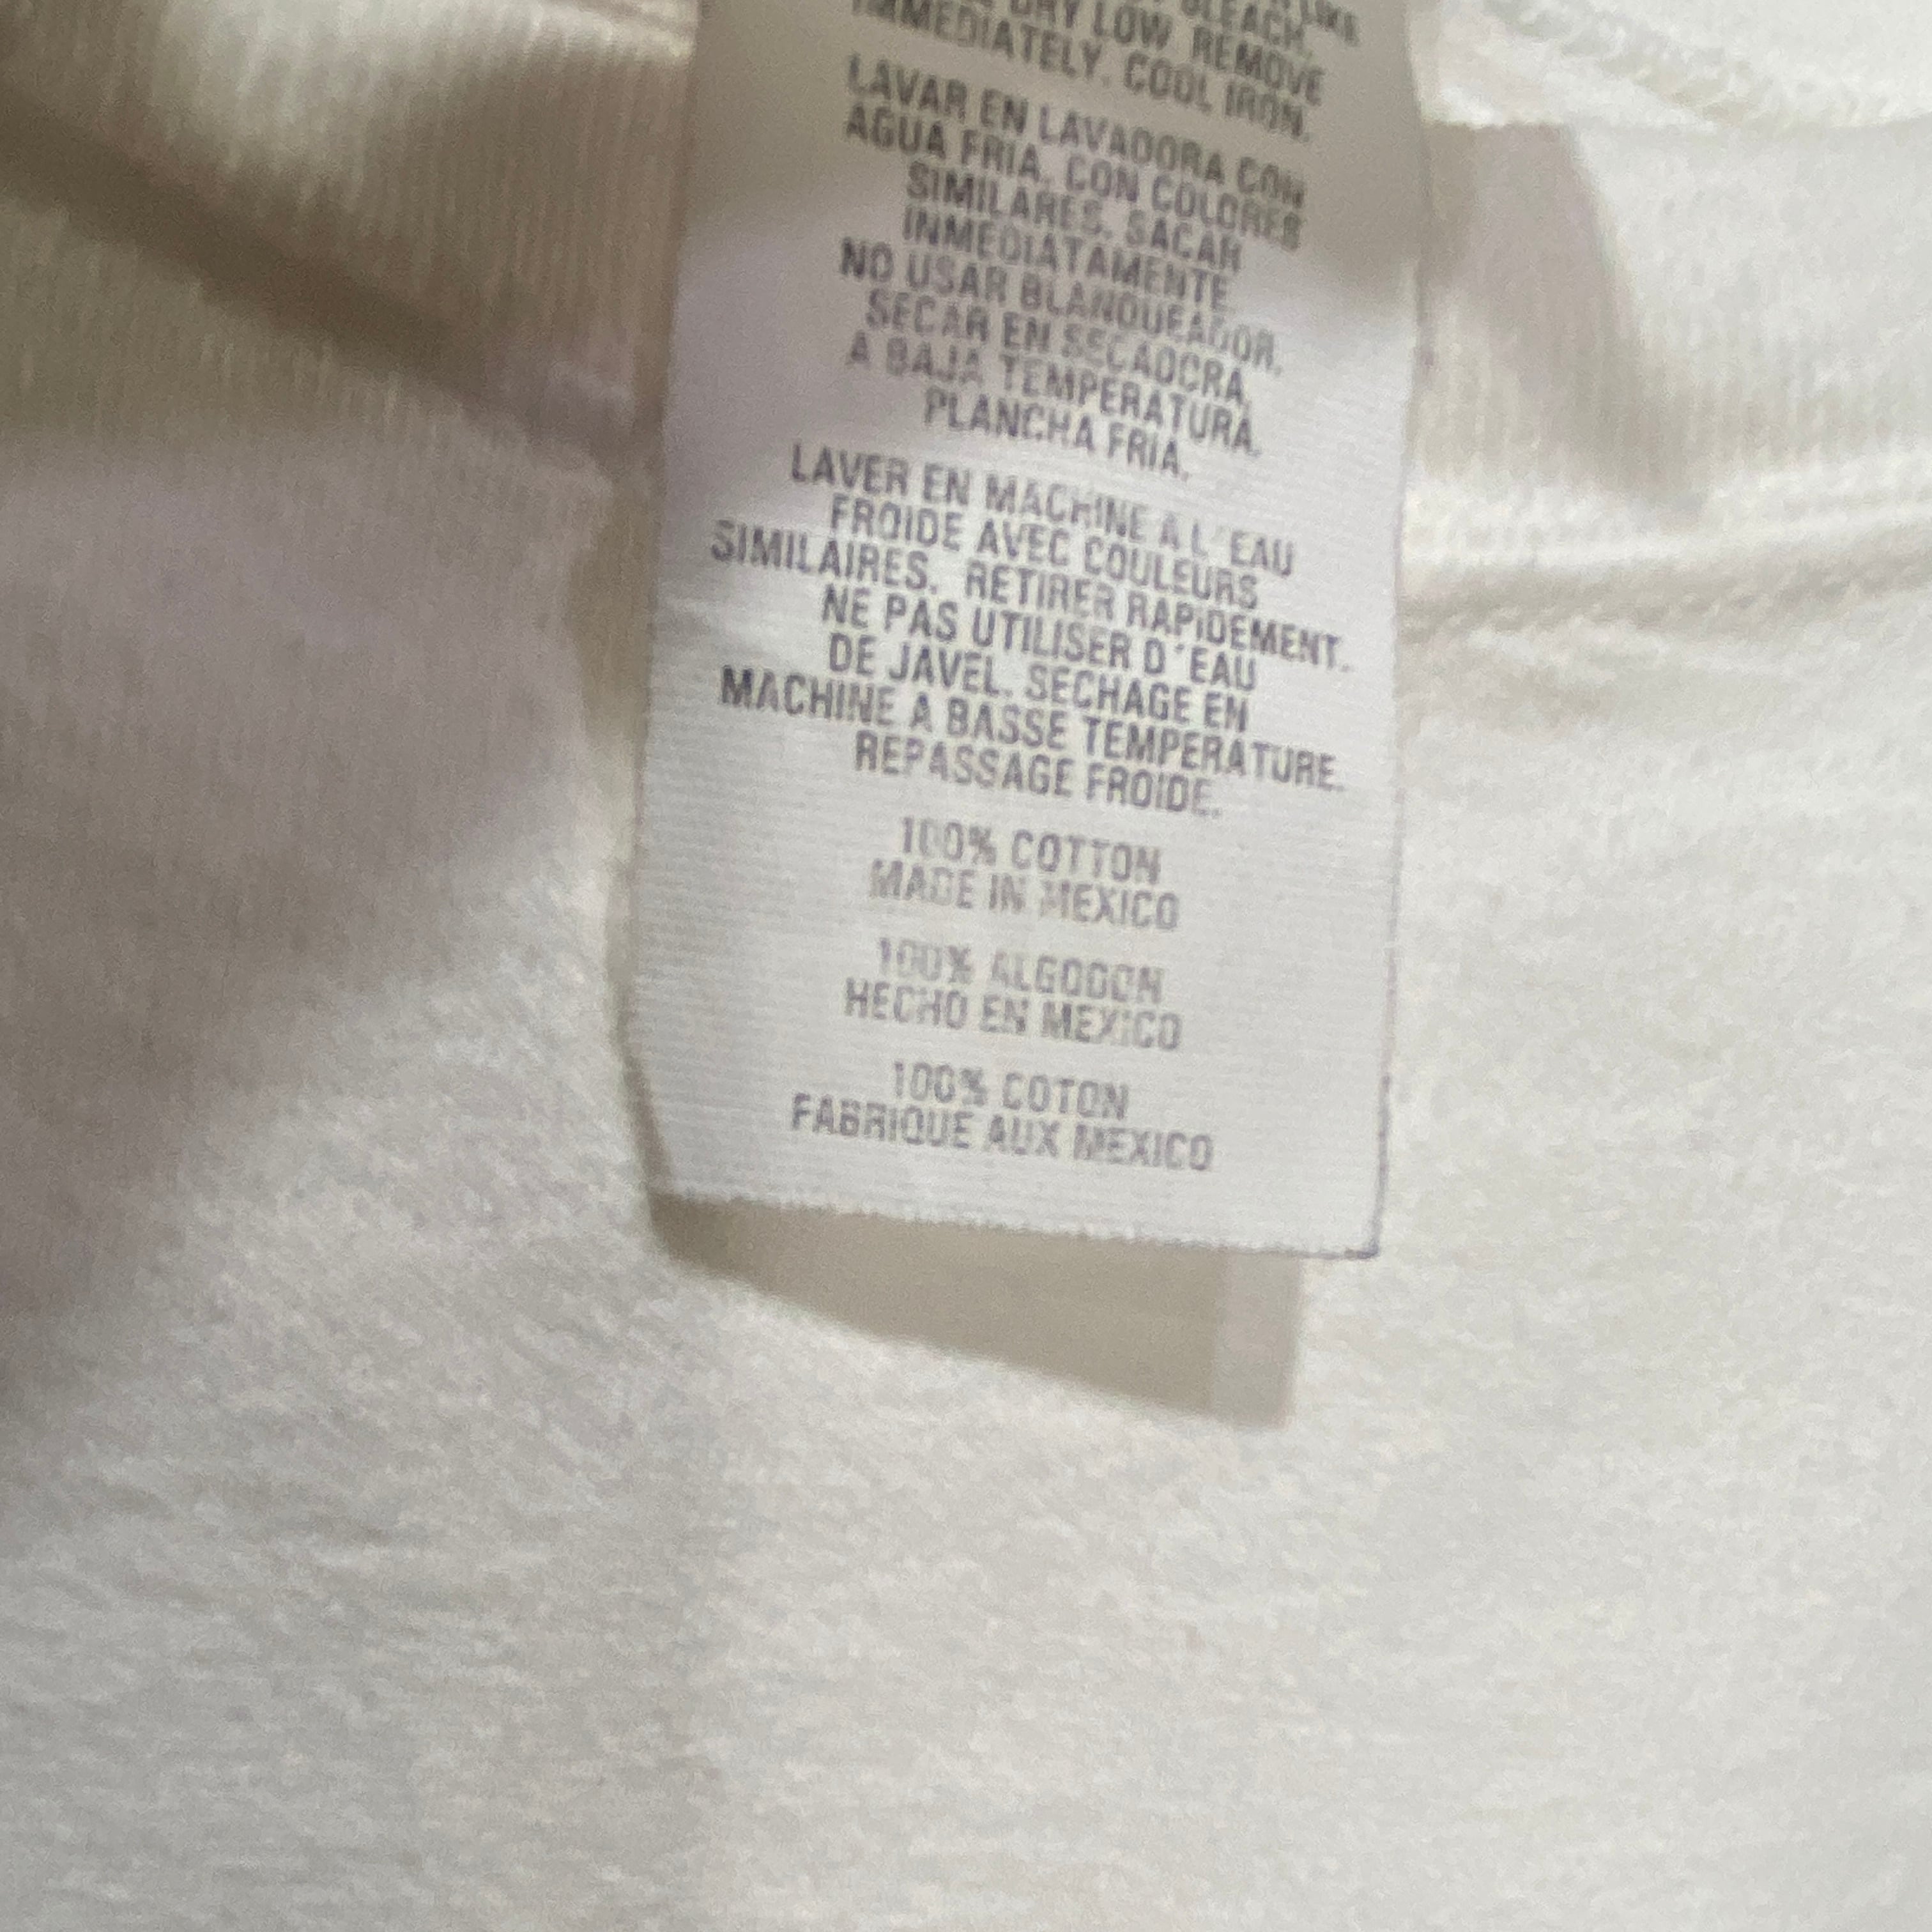 LIKE
BLEACH.
DRY LOW REMOVE
IMMEDIATELY. COOL IRON.
LAVAR EN LAVADORA CON
AGUA FRIA, CON COLORES
SIMILARES. SACAR
INMEDIATAMENTE
NO USAR BLANQUEADOR.
SECAR EN SECADORA,
A BAJA TEMPERATURA.
PLANCHA FRIA.
LAVER EN MACHINE A L'EAU
FROIDE AVEC COULEURS
SIMILAIRES. RETIRER RAPIDEMENT.
NE PAS UTILISER D'EAU
DE JAVEL. SECHAGE EN
MACHINE A BASSE TEMPERATURE.
REPASSAGE FROIDE.
100% COTTON
MADE IN MEXICO
100% ALGODON
HECHO EN MEXICO
100% COTON
FABRIQUE AUX MEXICO